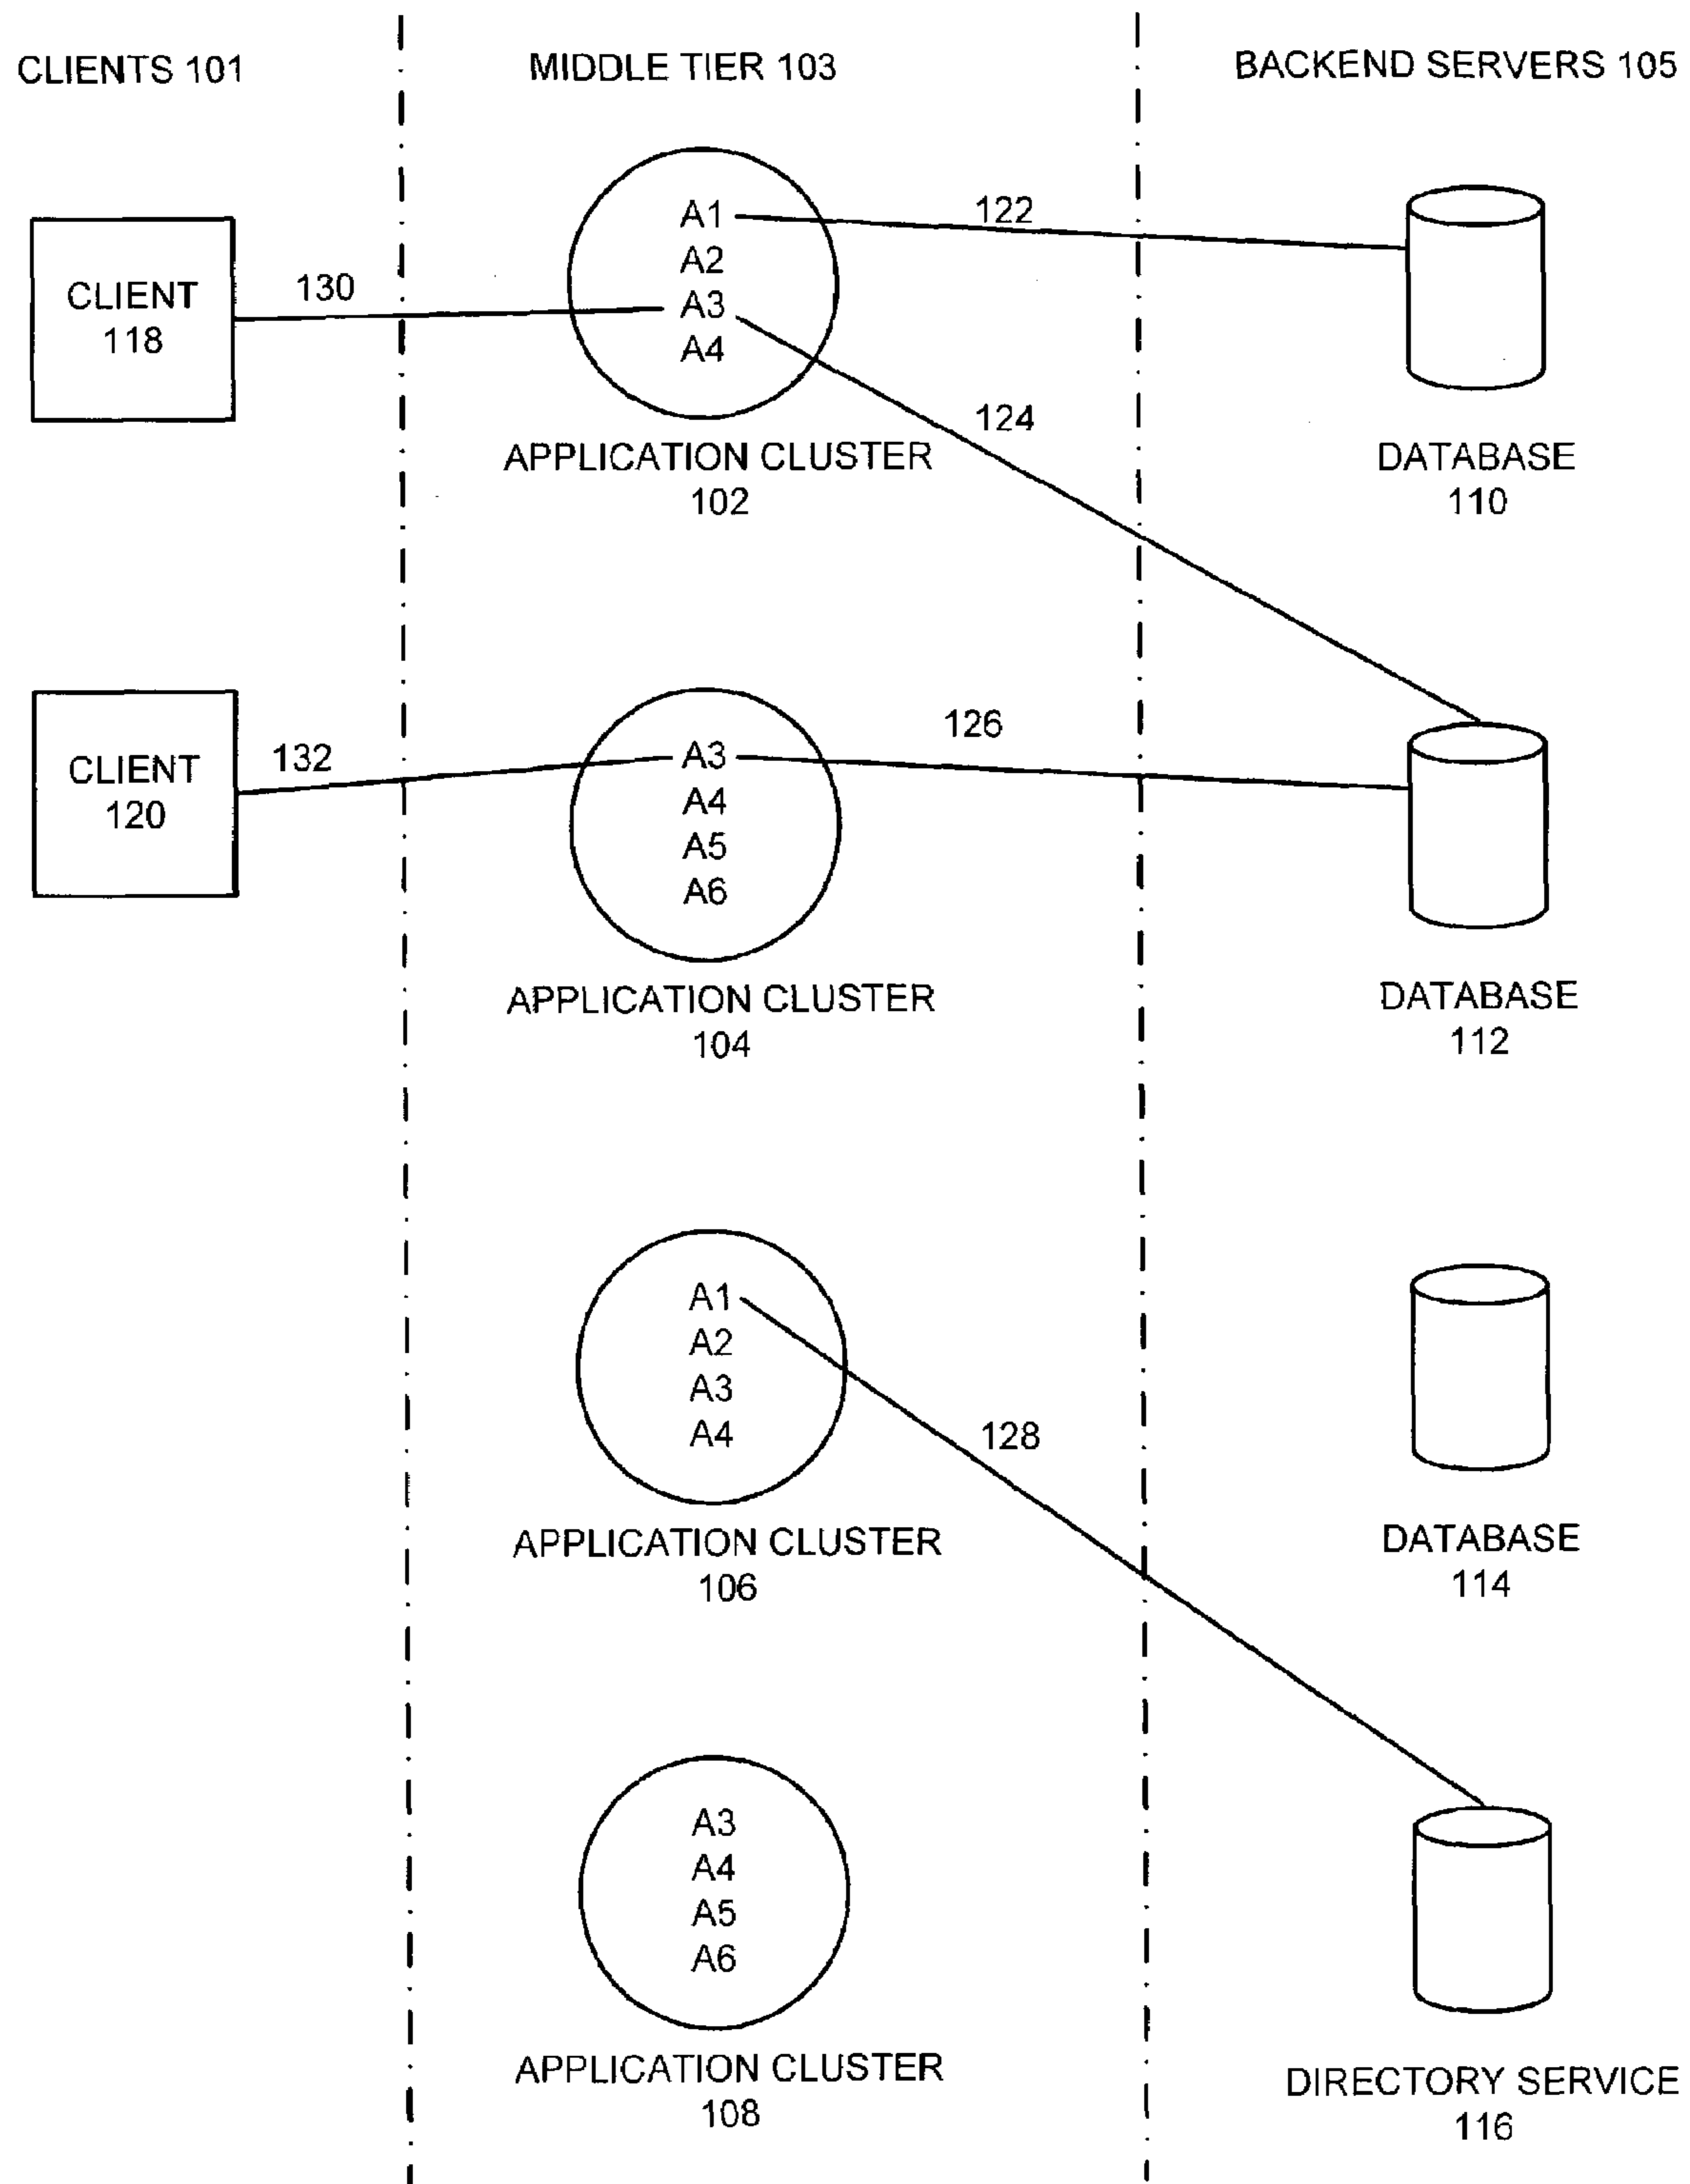 CLIENTS 101
MIDDLE TIER 103
BACKEND SERVERS 105
CLIENT
118
130
A1
A2
A3
A4
122
124
APPLICATION CLUSTER
102
DATABASE
110
CLIENT
120
132
A3
A4
A5
A6
126
APPLICATION CLUSTER
104
DATABASE
112
A1
A2
A3
A4
128
APPLICATION CLUSTER
106
DATABASE
114
A3
A4
A5
A6
APPLICATION CLUSTER
108
DIRECTORY SERVICE
116